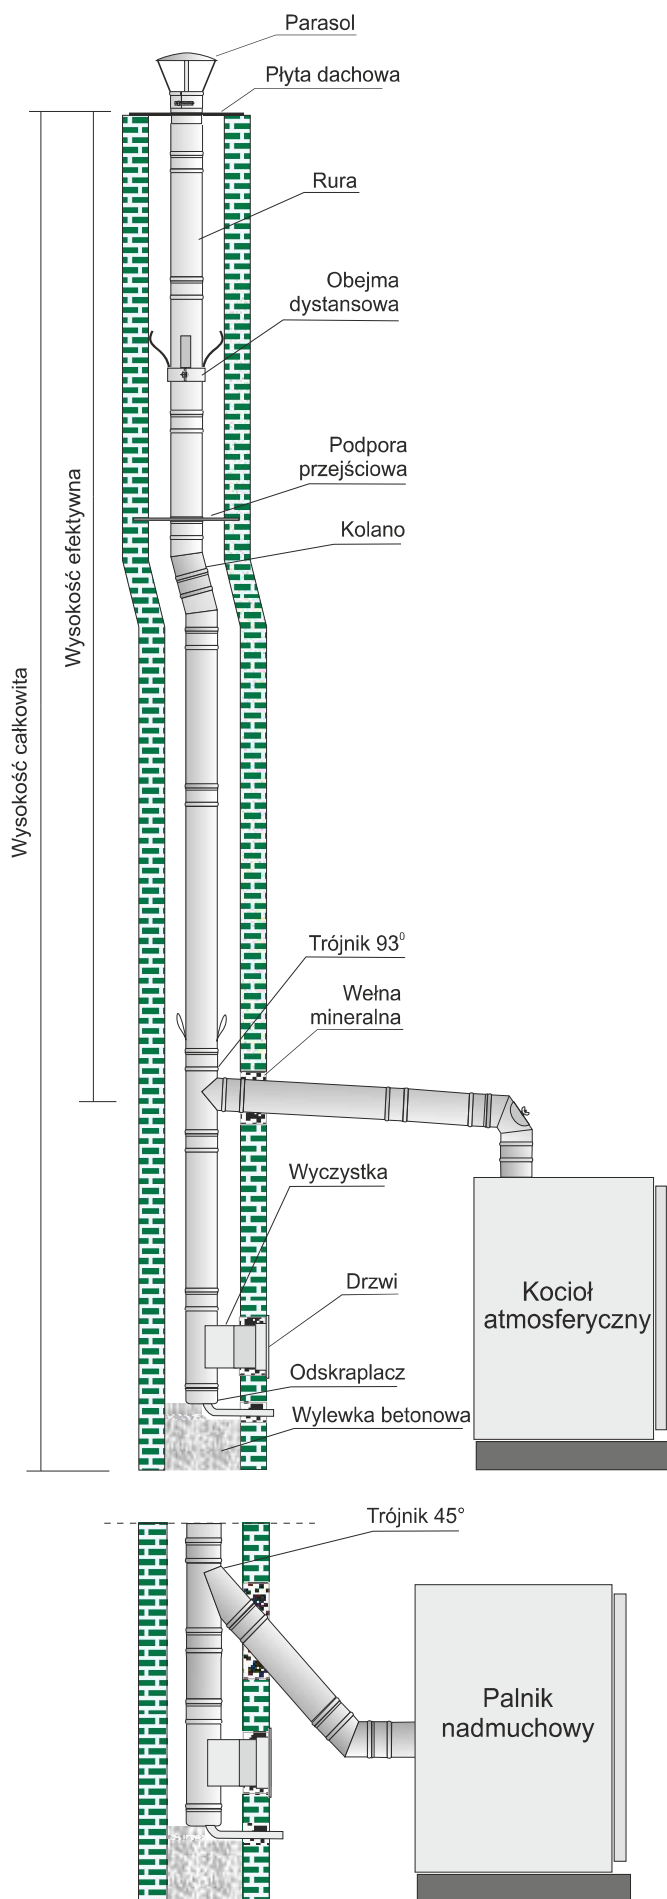 Parasol
Płyta dachowa
Rura
Obejma
dystansowa
Podpora
przejściowa
Kolano
Wysokość efektywna
Wysokość całkowita
Trójnik 93⁰
Wełna
mineralna
Wyczystka
Drzwi
Kocioł
atmosferyczny
Odskraplacz
Wylewka betonowa
Trójnik 45°
Palnik
nadmuchowy